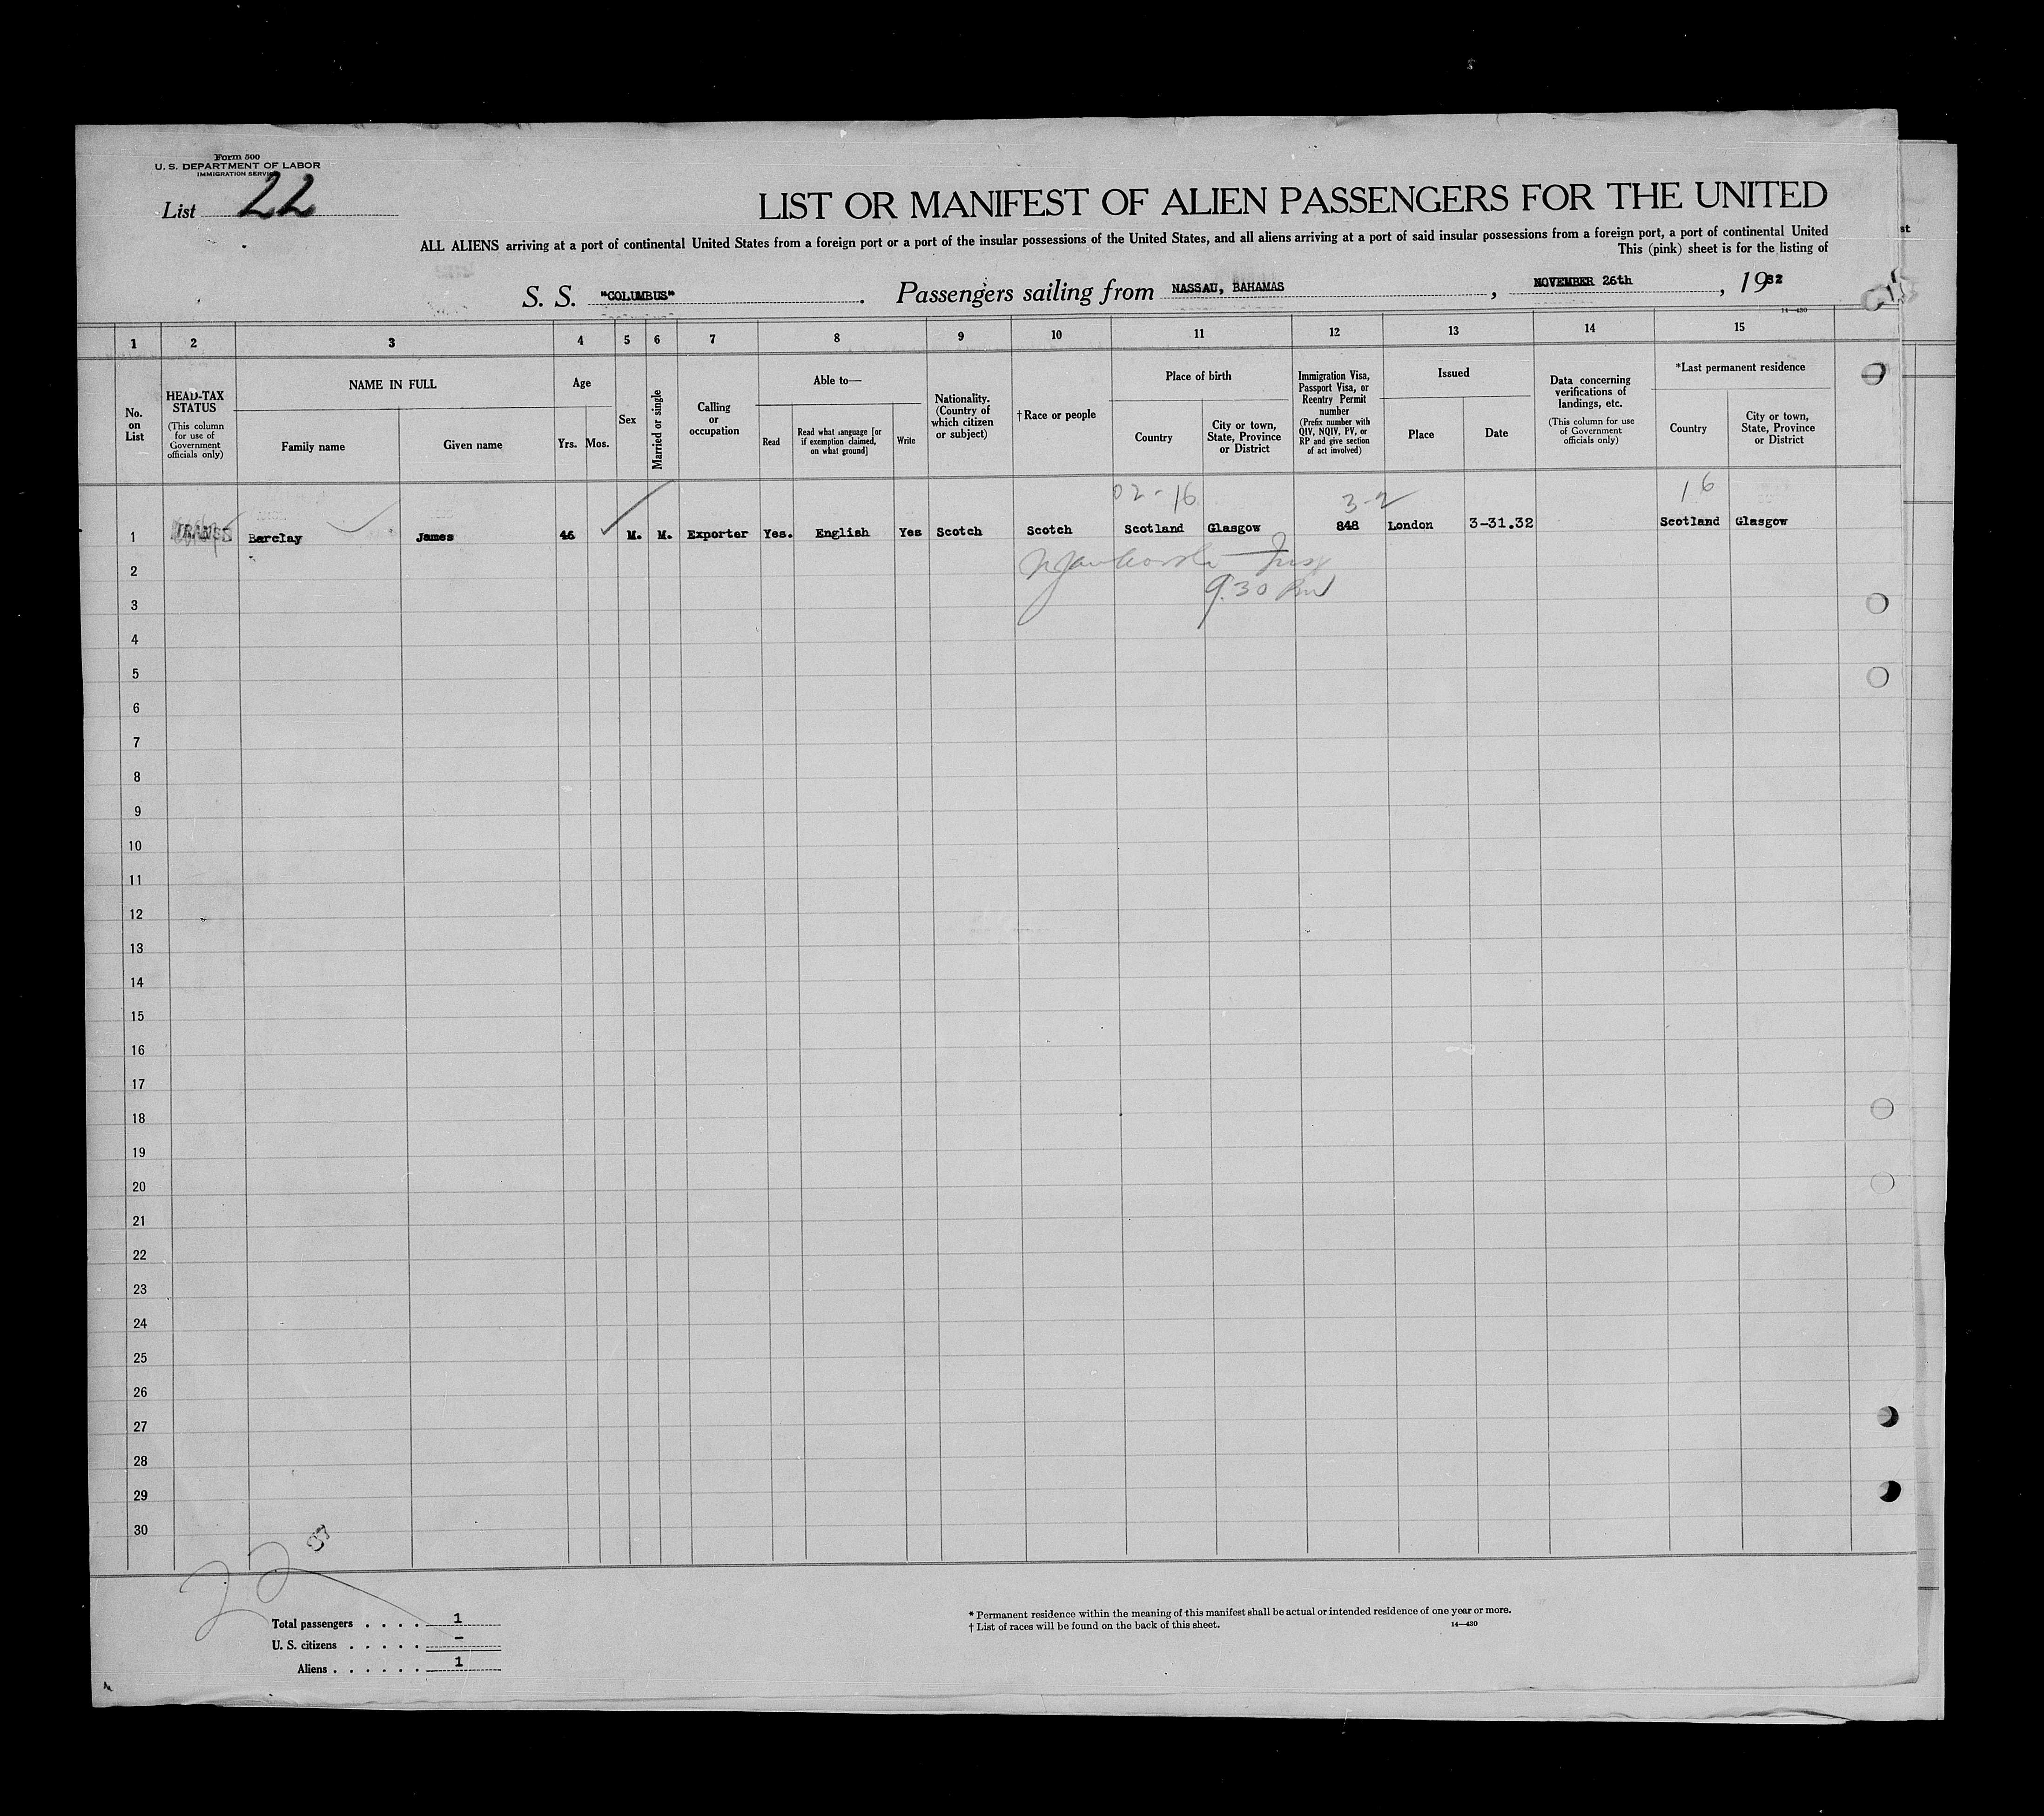 Form 500
U. S. DEPARTMENT OF LABOR
IMMIGRATION SERVICE
List 22
LIST OR MANIFEST OF ALIEN PASSENGERS FOR THE UNITED
ALL ALIENS arriving at a port of continental United States from a foreign port or a port of the insular possessions of the United States, and all aliens arriving at a port of said insular possessions from a foreign port, a port of continental United
This (pink) sheet is for the listing of
st
S. S. "COLUMBUS". Passengers sailing from NASSAU, BAHAMAS, NOVEMBER 26th, 1932
14—430
1 2 3 4 5 6 7 8 9 10 11 12 13 14 15
No. on List
HEAD-TAX STATUS
(This column for use of Government officials only)
NAME IN FULL
Family name
Given name
Age
Yrs.
Mos.
Sex
Married or single
Calling or occupation
Able to—
Read
Read what language [or if exemption claimed, on what ground]
Write
Nationality. (Country of which citizen or subject)
†Race or people
Place of birth
Country
City or town, State, Province or District
Immigration Visa, Passport Visa, or Reentry Permit number
(Prefix number with QIV, NQIV, PV, or RP and give section of act involved)
Issued
Place
Date
Data concerning verifications of landings, etc.
(This column for use of Government officials only)
*Last permanent residence
Country
City or town, State, Province or District
02-16 3-2 16
1 TRANSIT Barclay James 46 M. M. Exporter Yes. English Yes Scotch Scotch Scotland Glasgow 848 London 3-31.32 Scotland Glasgow
2
9.30 PM
3
4
5
6
7
8
9
10
11
12
13
14
15
16
17
18
19
20
21
22
23
24
25
26
27
28
29
30
22
Total passengers . . . . 1
U. S. citizens . . . . . –
Aliens . . . . . . 1
* Permanent residence within the meaning of this manifest shall be actual or intended residence of one year or more.
† List of races will be found on the back of this sheet.
14—430